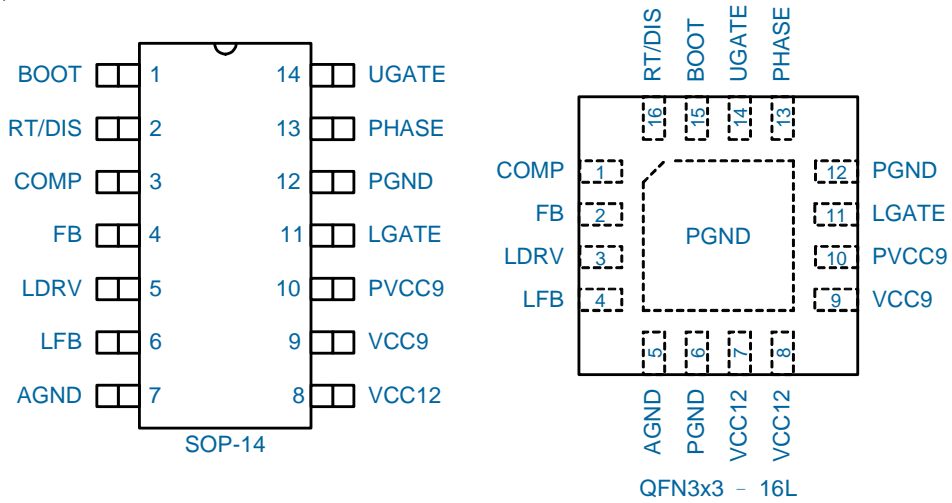 BOOT 1 14 UGATE
RT/DIS 2 13 PHASE
COMP 3 12 PGND
FB 4 11 LGATE
LDRV 5 10 PVCC9
LFB 6 9 VCC9
AGND 7 8 VCC12
SOP-14
RT/DIS BOOT UGATE PHASE
16 15 14 13
COMP 1 12 PGND
FB 2 11 LGATE
PGND
LDRV 3 10 PVCC9
LFB 4 9 VCC9
5 6 7 8
AGND PGND VCC12 VCC12
QFN3x3 – 16L